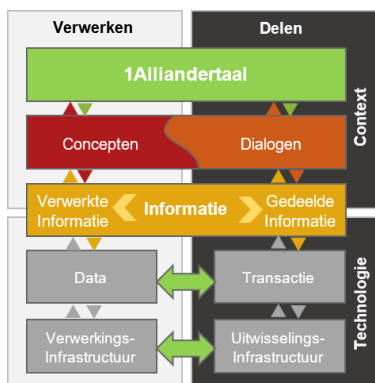 Verwerken
Delen
1Alliandertaal
Context
Concepten
Dialogen
Verwerkte
Informatie
Informatie
Gedeelde
Informatie
Data
Transactie
Technologie
Verwerkings-
Infrastructuur
Uitwisselings-
Infrastructuur